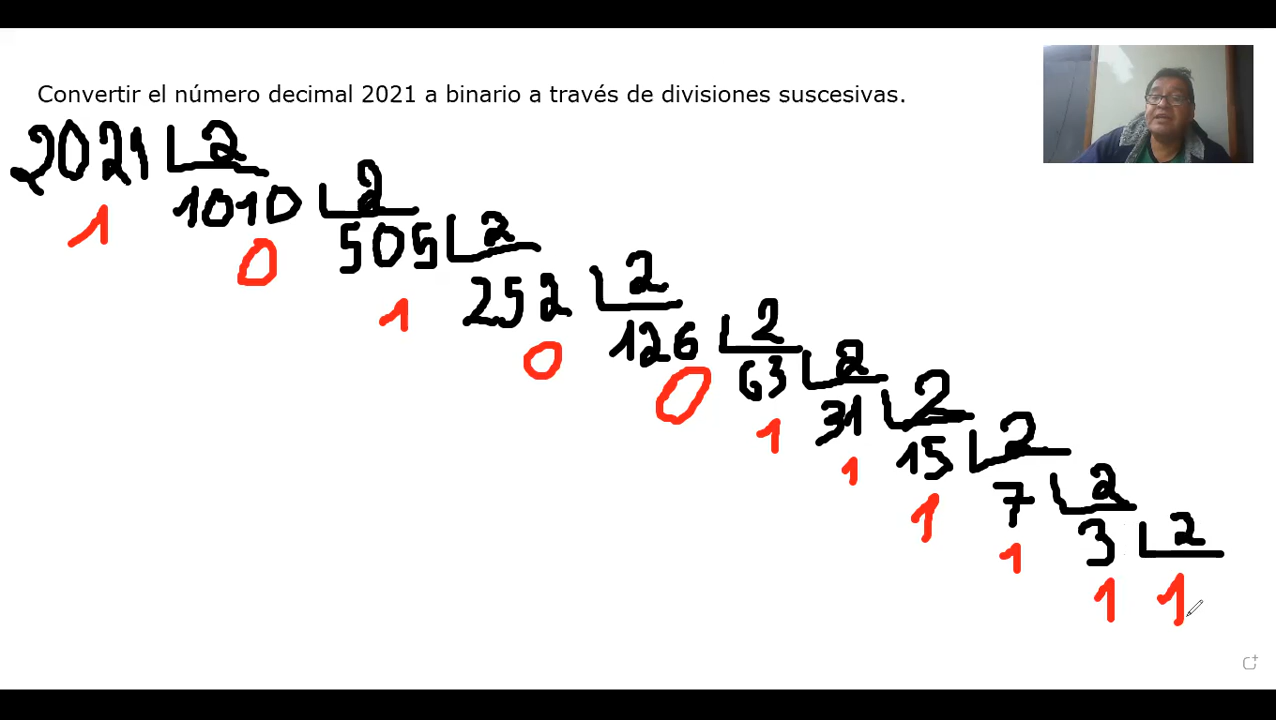 Convertir el número decimal 2021 a binario a través de divisiones suscesivas.
2021 2
1 1010 2
0 505 2
1 252 2
0 126 2
0 63 2
1 31 2
1 15 2
1 7 2
1 3 2
1 1